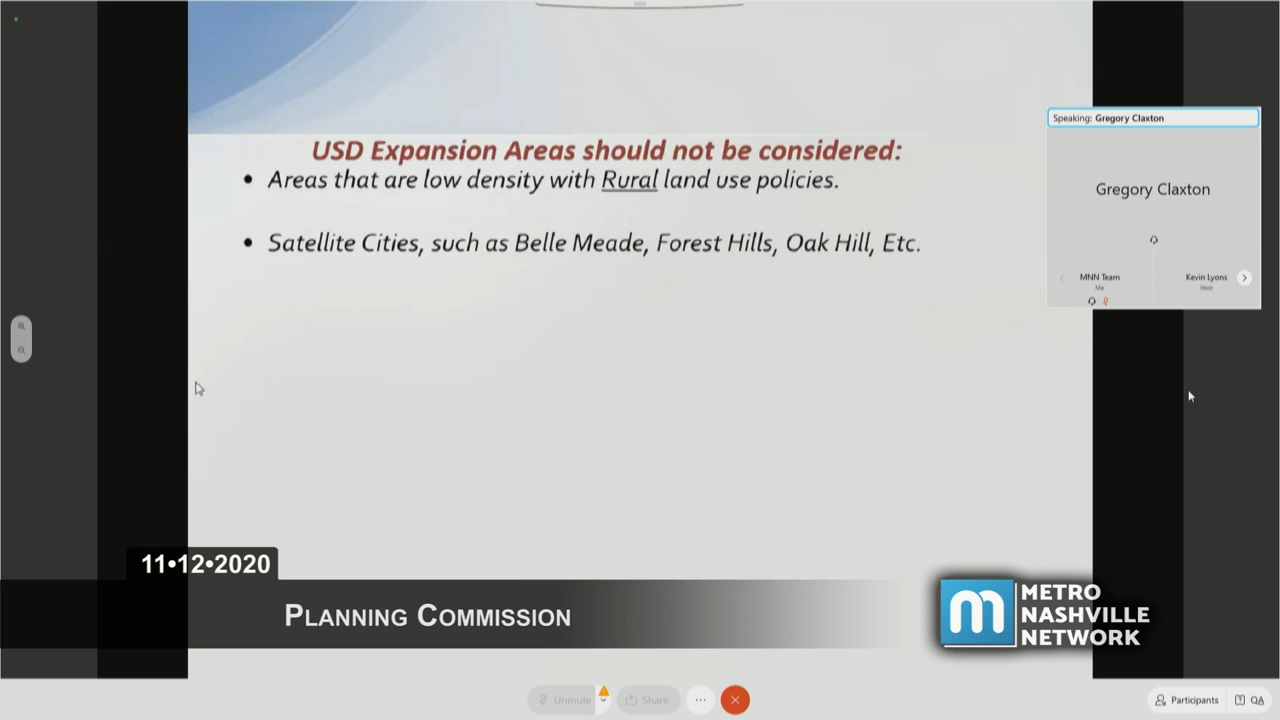 USD Expansion Areas should not be considered:
• Areas that are low density with Rural land use policies.
• Satellite Cities, such as Belle Meade, Forest Hills, Oak Hill, Etc.
Speaking: Gregory Claxton
Gregory Claxton
MNN Team
Me
Kevin Lyons
Host
11•12•2020
PLANNING COMMISSION
m
METRO
NASHVILLE
NETWORK
Unmute
Share
Participants
QA